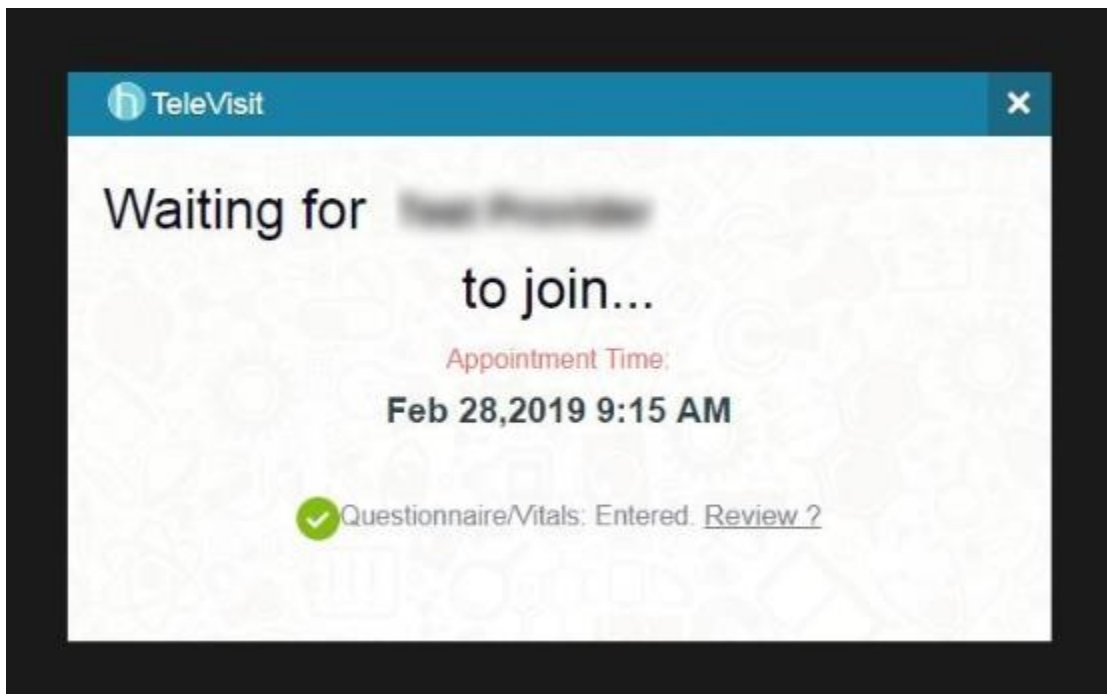 TeleVisit
Waiting for
to join...
Appointment Time:
Feb 28,2019 9:15 AM
Questionnaire/Vitals: Entered. Review ?